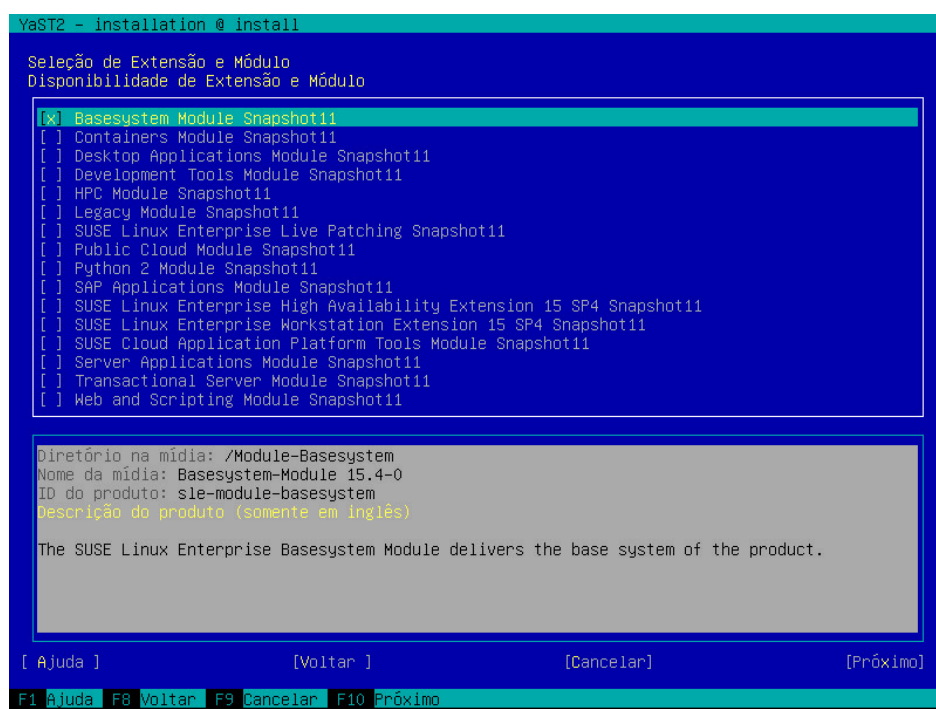 YaST2 - installation @ install
Seleção de Extensão e Módulo
Disponibilidade de Extensão e Módulo
[x] Basesystem Module Snapshot11
[ ] Containers Module Snapshot11
[ ] Desktop Applications Module Snapshot11
[ ] Development Tools Module Snapshot11
[ ] HPC Module Snapshot11
[ ] Legacy Module Snapshot11
[ ] SUSE Linux Enterprise Live Patching Snapshot11
[ ] Public Cloud Module Snapshot11
[ ] Python 2 Module Snapshot11
[ ] SAP Applications Module Snapshot11
[ ] SUSE Linux Enterprise High Availability Extension 15 SP4 Snapshot11
[ ] SUSE Linux Enterprise Workstation Extension 15 SP4 Snapshot11
[ ] SUSE Cloud Application Platform Tools Module Snapshot11
[ ] Server Applications Module Snapshot11
[ ] Transactional Server Module Snapshot11
[ ] Web and Scripting Module Snapshot11
Diretório na mídia: /Module-Basesystem
Nome da mídia: Basesystem-Module 15.4-0
ID do produto: sle-module-basesystem
Descrição do produto (somente em inglês)
The SUSE Linux Enterprise Basesystem Module delivers the base system of the product.
[ Ajuda ] [Voltar ] [Cancelar] [Próximo]
F1 Ajuda F8 Voltar F9 Cancelar F10 Próximo